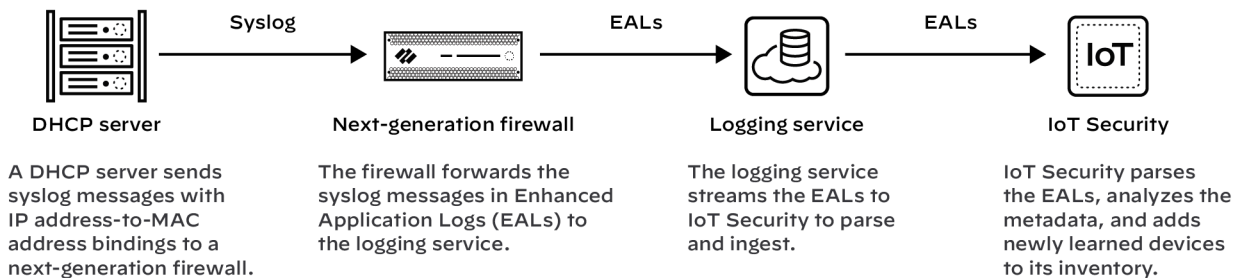 Syslog
EALs
EALs
IoT
DHCP server
Next-generation firewall
Logging service
IoT Security
A DHCP server sends
syslog messages with
IP address-to-MAC
address bindings to a
next-generation firewall.
The firewall forwards the
syslog messages in Enhanced
Application Logs (EALs) to
the logging service.
The logging service
streams the EALs to
IoT Security to parse
and ingest.
IoT Security parses
the EALs, analyzes the
metadata, and adds
newly learned devices
to its inventory.